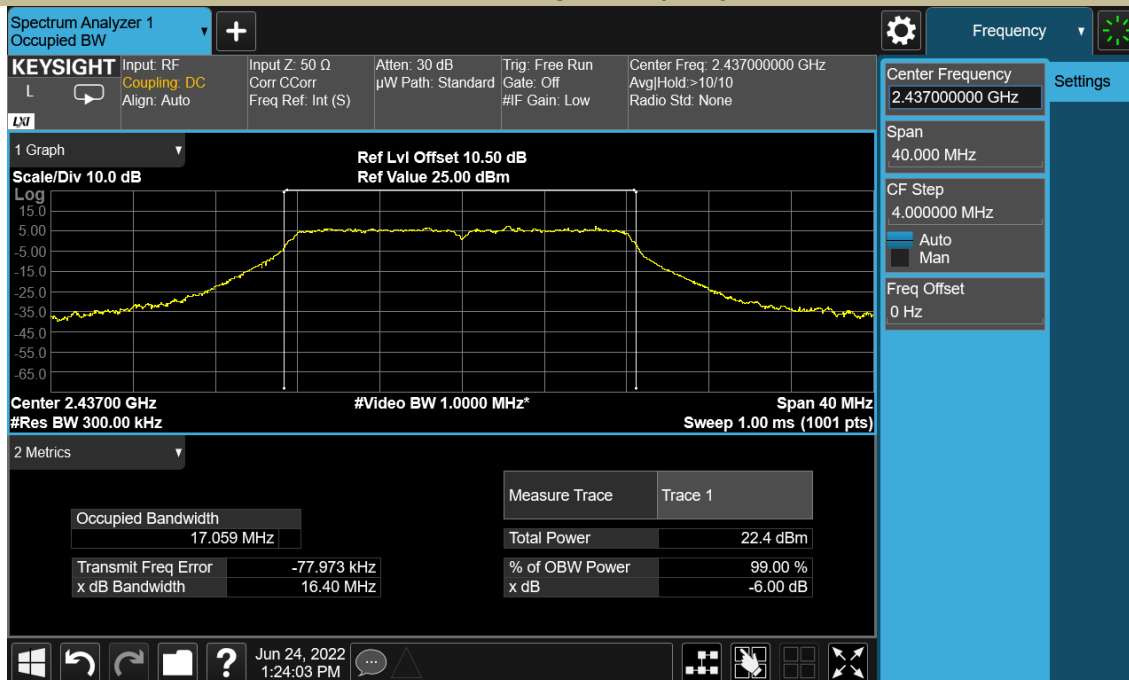 Spectrum Analyzer 1
Occupied BW
Frequency
KEYSIGHT
L
LXI
Input: RF
Coupling: DC
Align: Auto
Input Z: 50 Ω
Corr CCorr
Freq Ref: Int (S)
Atten: 30 dB
µW Path: Standard
Trig: Free Run
Gate: Off
#IF Gain: Low
Center Freq: 2.437000000 GHz
Avg|Hold:>10/10
Radio Std: None
Center Frequency
2.437000000 GHz
Settings
Span
40.000 MHz
CF Step
4.000000 MHz
Auto
Man
Freq Offset
0 Hz
1 Graph
Scale/Div 10.0 dB
Ref Lvl Offset 10.50 dB
Ref Value 25.00 dBm
Log
15.0
5.00
-5.00
-15.0
-25.0
-35.0
-45.0
-55.0
-65.0
Center 2.43700 GHz
#Video BW 1.0000 MHz*
Span 40 MHz
#Res BW 300.00 kHz
Sweep 1.00 ms (1001 pts)
2 Metrics
Measure Trace Trace 1
Occupied Bandwidth
17.059 MHz
Total Power 22.4 dBm
Transmit Freq Error -77.973 kHz
% of OBW Power 99.00 %
x dB Bandwidth 16.40 MHz
x dB -6.00 dB
?
Jun 24, 2022
1:24:03 PM